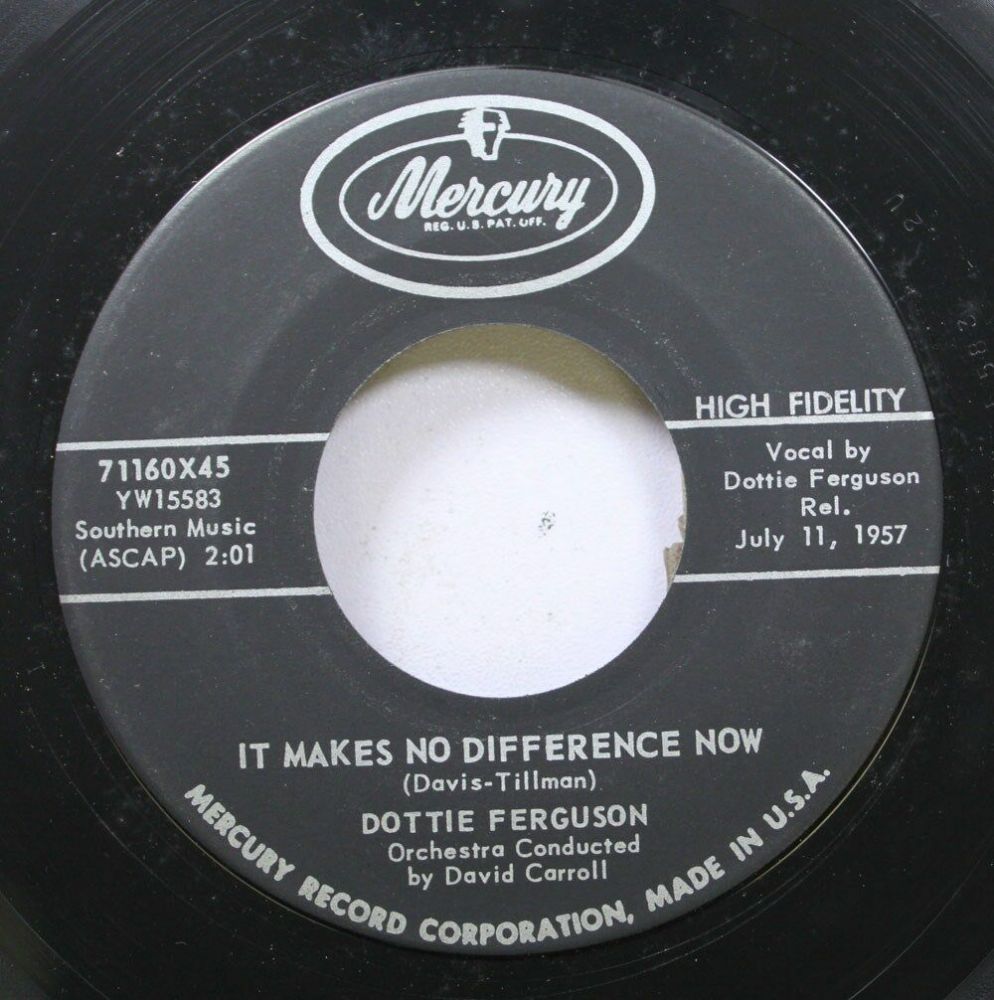 Mercury
REG. U.S. PAT. OFF.
HIGH FIDELITY
71160X45
YW15583
Southern Music
(ASCAP) 2:01
Vocal by
Dottie Ferguson
Rel.
July 11, 1957
IT MAKES NO DIFFERENCE NOW
(Davis-Tillman)
DOTTIE FERGUSON
Orchestra Conducted
by David Carroll
MERCURY RECORD CORPORATION, MADE IN U.S.A.